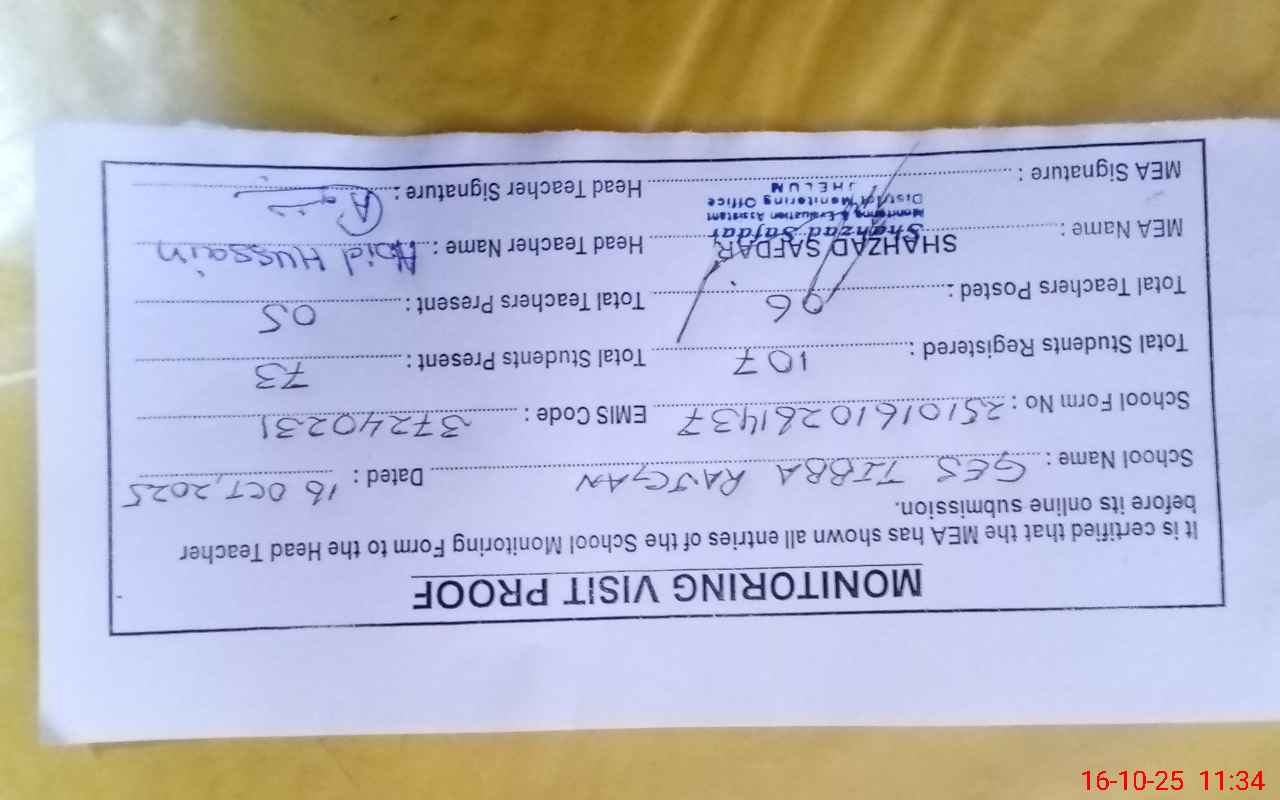 MONITORING VISIT PROOF
It is certified that the MEA has shown all entries of the School Monitoring Form to the Head Teacher
before its online submission.
School Name : GES TIBBA RAJGAN Dated : 16 OCT, 2025
School Form No : 2510161028 1437 EMIS Code : 37240231
Total Students Registered : 107 Total Students Present : 73
Total Teachers Posted : 06 Total Teachers Present : 05
SHAHZAD SAFDAR
MEA Name : Shahzad Safdar Head Teacher Name : Abid Hussain
Monitoring & Evaluation Assistant
District Monitoring Office
JHELUM
MEA Signature : Head Teacher Signature :
16-10-25 11:34